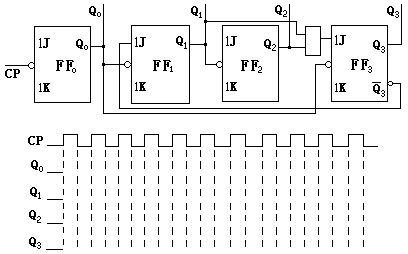 Q₀ Q₁ Q₂ Q₃
1J Q₀ 1J Q₁ 1J Q₂ 1J Q₃
CP FF₀ FF₁ FF₂ FF₃
1K 1K 1K 1K Q̅₃
CP
Q₀
Q₁
Q₂
Q₃